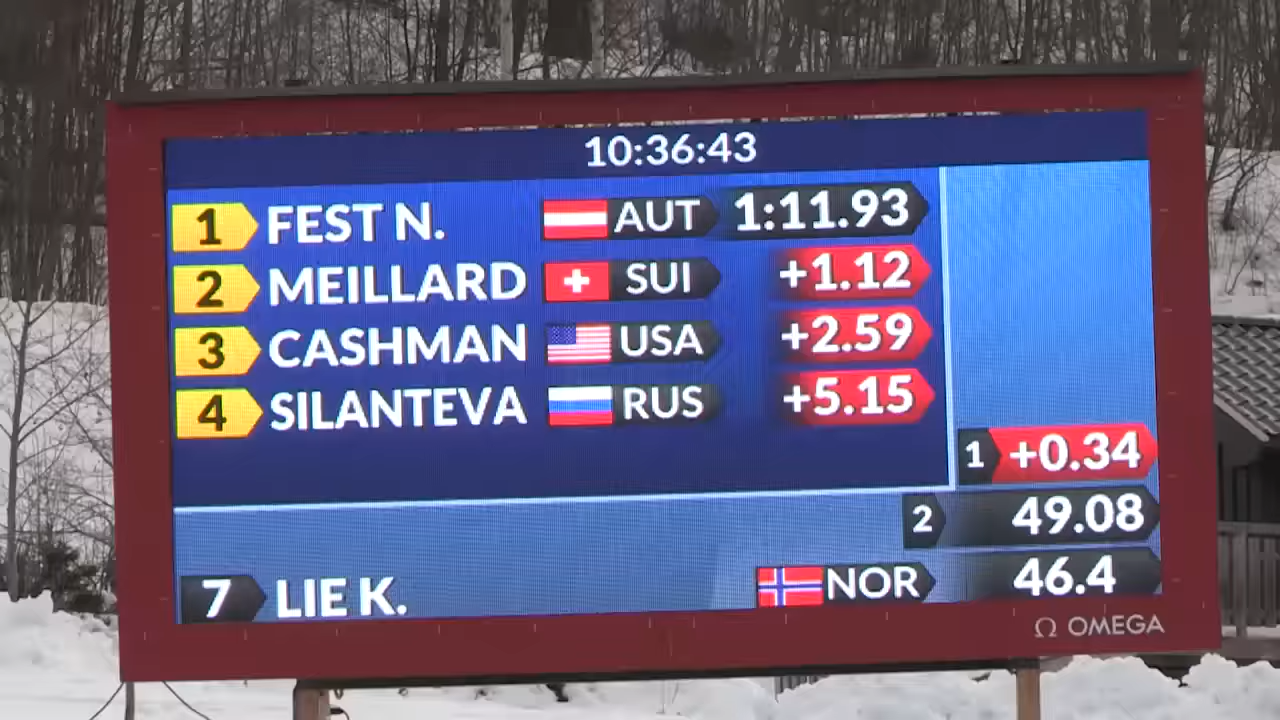 10:36:43
1 FEST N. AUT 1:11.93
2 MEILLARD SUI +1.12
3 CASHMAN USA +2.59
4 SILANTEVA RUS +5.15
1 +0.34
2 49.08
7 LIE K. NOR 46.4
Ω OMEGA